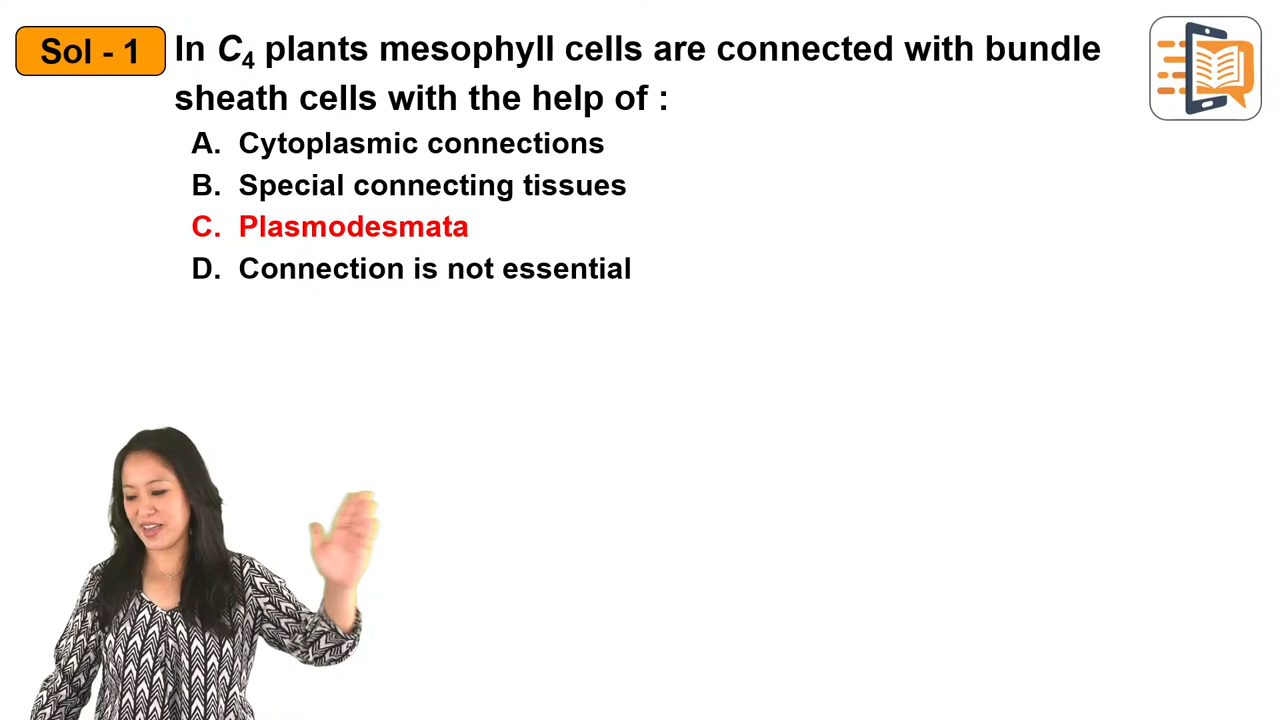 Sol - 1
In C₄ plants mesophyll cells are connected with bundle
sheath cells with the help of :
A. Cytoplasmic connections
B. Special connecting tissues
C. Plasmodesmata
D. Connection is not essential